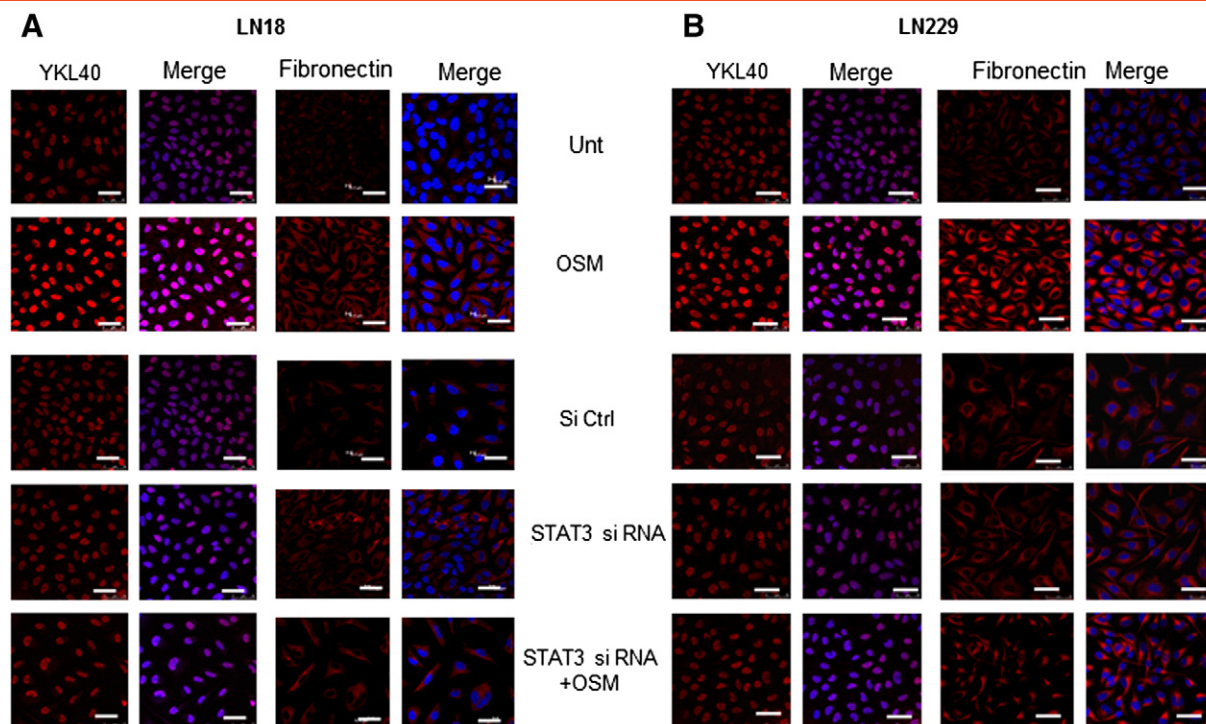 A
LN18
B
LN229
YKL40 Merge Fibronectin Merge
YKL40 Merge Fibronectin Merge
Unt
OSM
Si Ctrl
STAT3 si RNA
STAT3 si RNA
+OSM